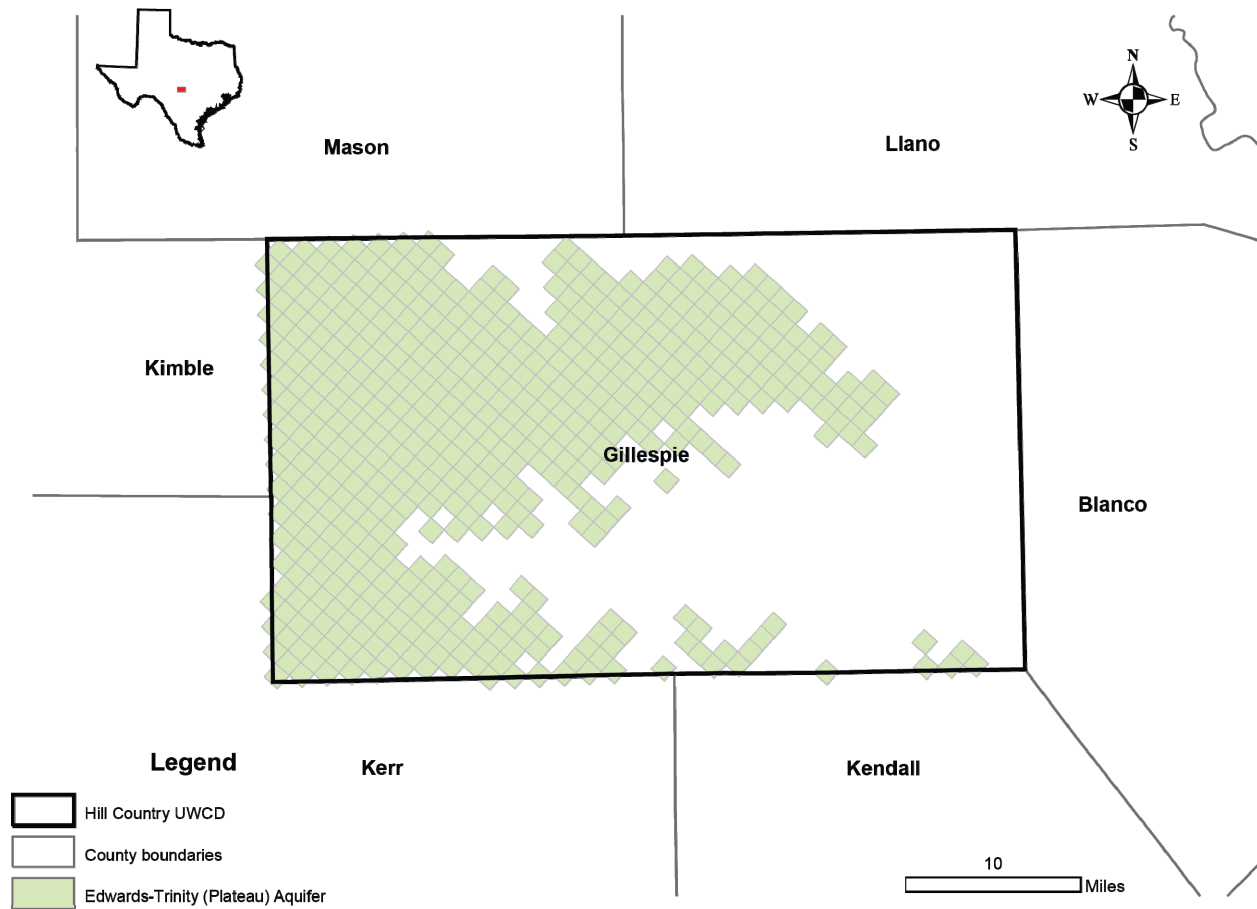 N
W E
S
Mason
Llano
Kimble
Gillespie
Blanco
Legend
Kerr
Kendall
Hill Country UWCD
County boundaries
Edwards-Trinity (Plateau) Aquifer
10
Miles